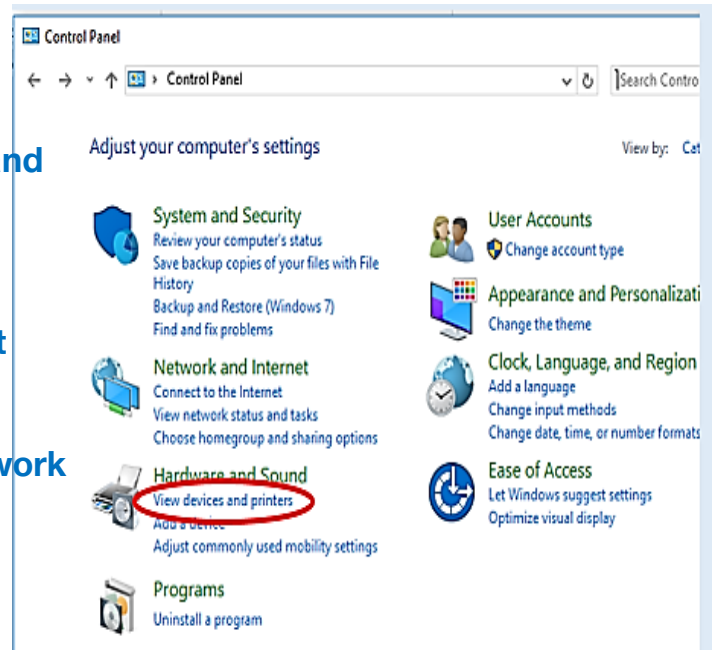 Control Panel
Control Panel
Search Contro
Adjust your computer's settings
View by: Cat
nd
t
work
System and Security
Review your computer's status
Save backup copies of your files with File
History
Backup and Restore (Windows 7)
Find and fix problems
Network and Internet
Connect to the Internet
View network status and tasks
Choose homegroup and sharing options
Hardware and Sound
View devices and printers
Add a device
Adjust commonly used mobility settings
Programs
Uninstall a program
User Accounts
Change account type
Appearance and Personalizati
Change the theme
Clock, Language, and Region
Add a language
Change input methods
Change date, time, or number formats
Ease of Access
Let Windows suggest settings
Optimize visual display